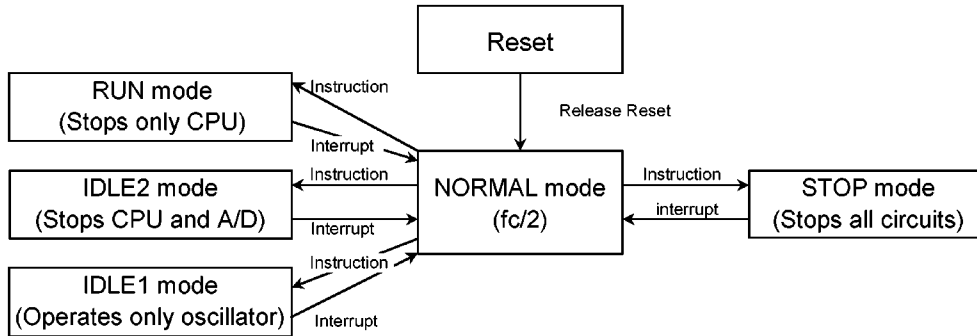 Reset
Release Reset
RUN mode
(Stops only CPU)
Instruction
Interrupt
IDLE2 mode
(Stops CPU and A/D)
Instruction
Interrupt
IDLE1 mode
(Operates only oscillator)
Instruction
Interrupt
NORMAL mode
(fc/2)
Instruction
interrupt
STOP mode
(Stops all circuits)